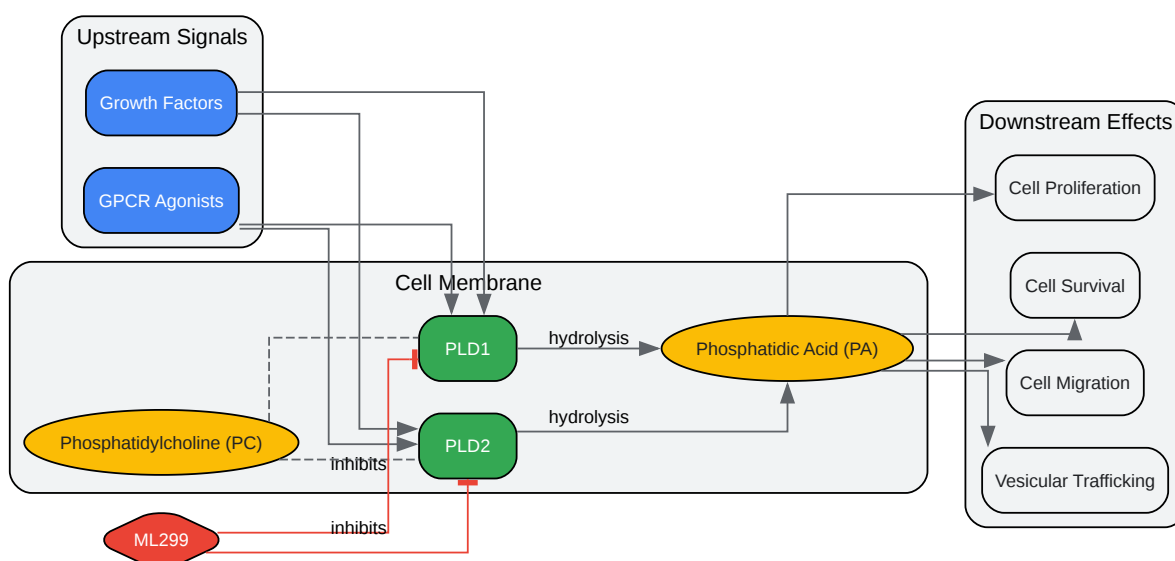 Upstream Signals
Growth Factors
GPCR Agonists
Downstream Effects
Cell Proliferation
Cell Survival
Cell Migration
Vesicular Trafficking
Cell Membrane
PLD1
hydrolysis
Phosphatidic Acid (PA)
hydrolysis
Phosphatidylcholine (PC)
PLD2
inhibits
inhibits
ML299